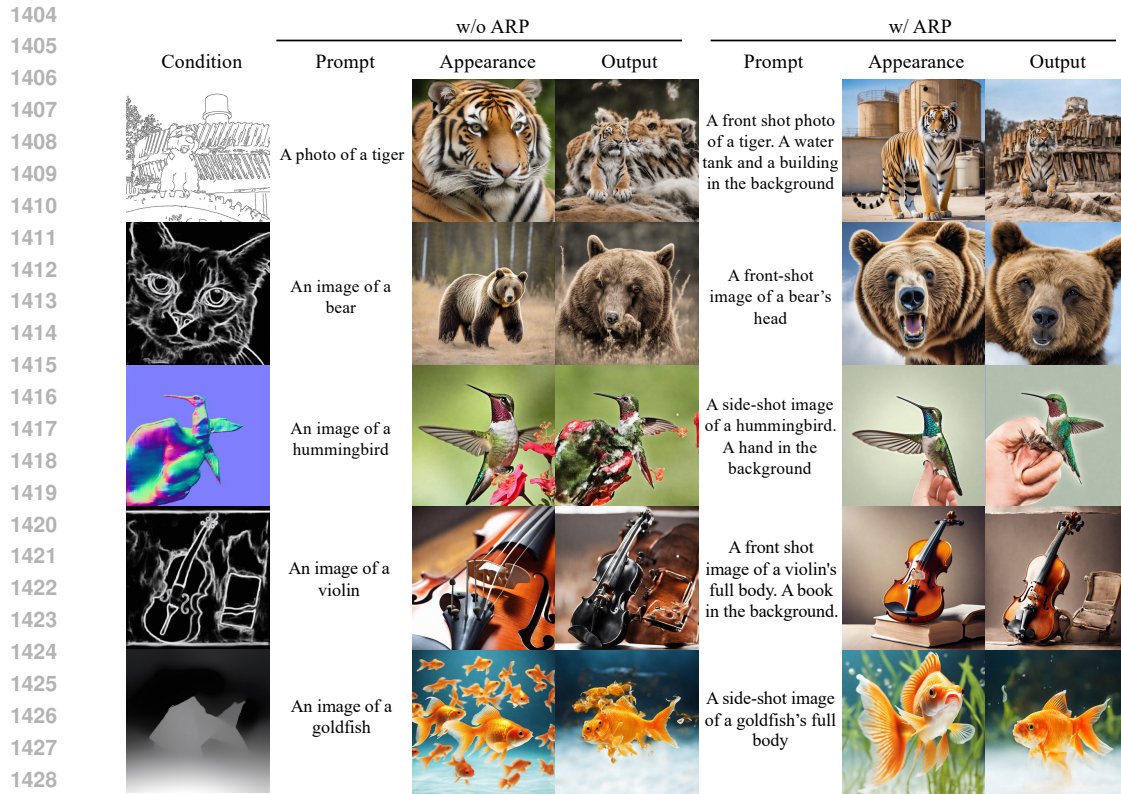 1404
1405
1406
1407
1408
1409
1410
1411
1412
1413
1414
1415
1416
1417
1418
1419
1420
1421
1422
1423
1424
1425
1426
1427
1428
w/o ARP
w/ ARP
Condition
Prompt
Appearance
Output
Prompt
Appearance
Output
A photo of a tiger
A front shot photo
of a tiger. A water
tank and a building
in the background
An image of a
bear
A front-shot
image of a bear's
head
An image of a
hummingbird
A side-shot image
of a hummingbird.
A hand in the
background
An image of a
violin
A front shot
image of a violin's
full body. A book
in the background.
An image of a
goldfish
A side-shot image
of a goldfish's full
body